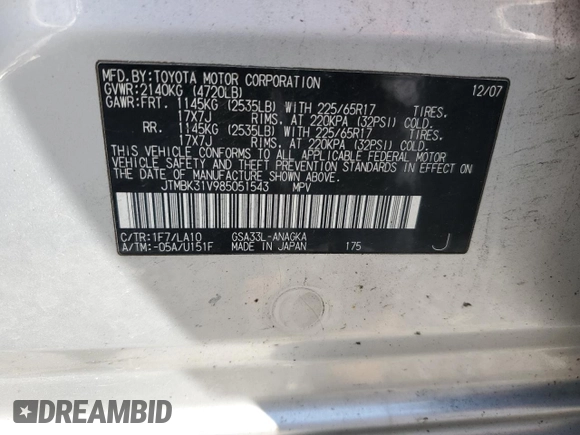 MFD.BY:TOYOTA MOTOR CORPORATION 12/07
GVWR:2140KG (4720LB)
GAWR:FRT. 1145KG (2535LB) WITH 225/65R17 TIRES.
17X7J RIMS. AT 220KPA (32PSI) COLD.
RR. 1145KG (2535LB) WITH 225/65R17 TIRES.
17X7J RIMS. AT 220KPA (32PSI) COLD.
THIS VEHICLE CONFORMS TO ALL APPLICABLE FEDERAL MOTOR
VEHICLE SAFETY AND THEFT PREVENTION STANDARDS IN EFFECT ON
THE DATE OF MANUFACTURE SHOWN ABOVE.
JTMBK31V985051543 MPV
C/TR:1F7/LA10 GSA33L-ANAGKA
A/TM:-05A/U151F MADE IN JAPAN 175 J
DREAMBID